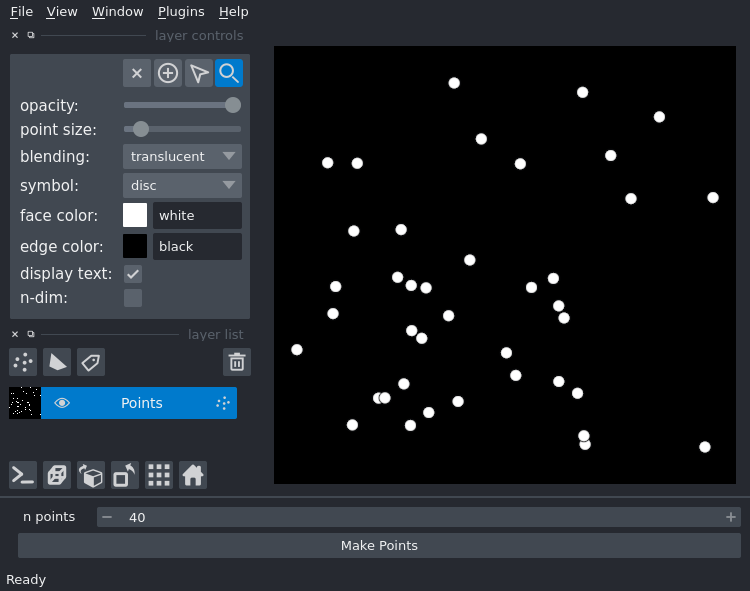 File View Window Plugins Help
layer controls
opacity:
point size:
blending: translucent
symbol: disc
face color: white
edge color: black
display text:
n-dim:
layer list
Points
n points 40
Make Points
Ready